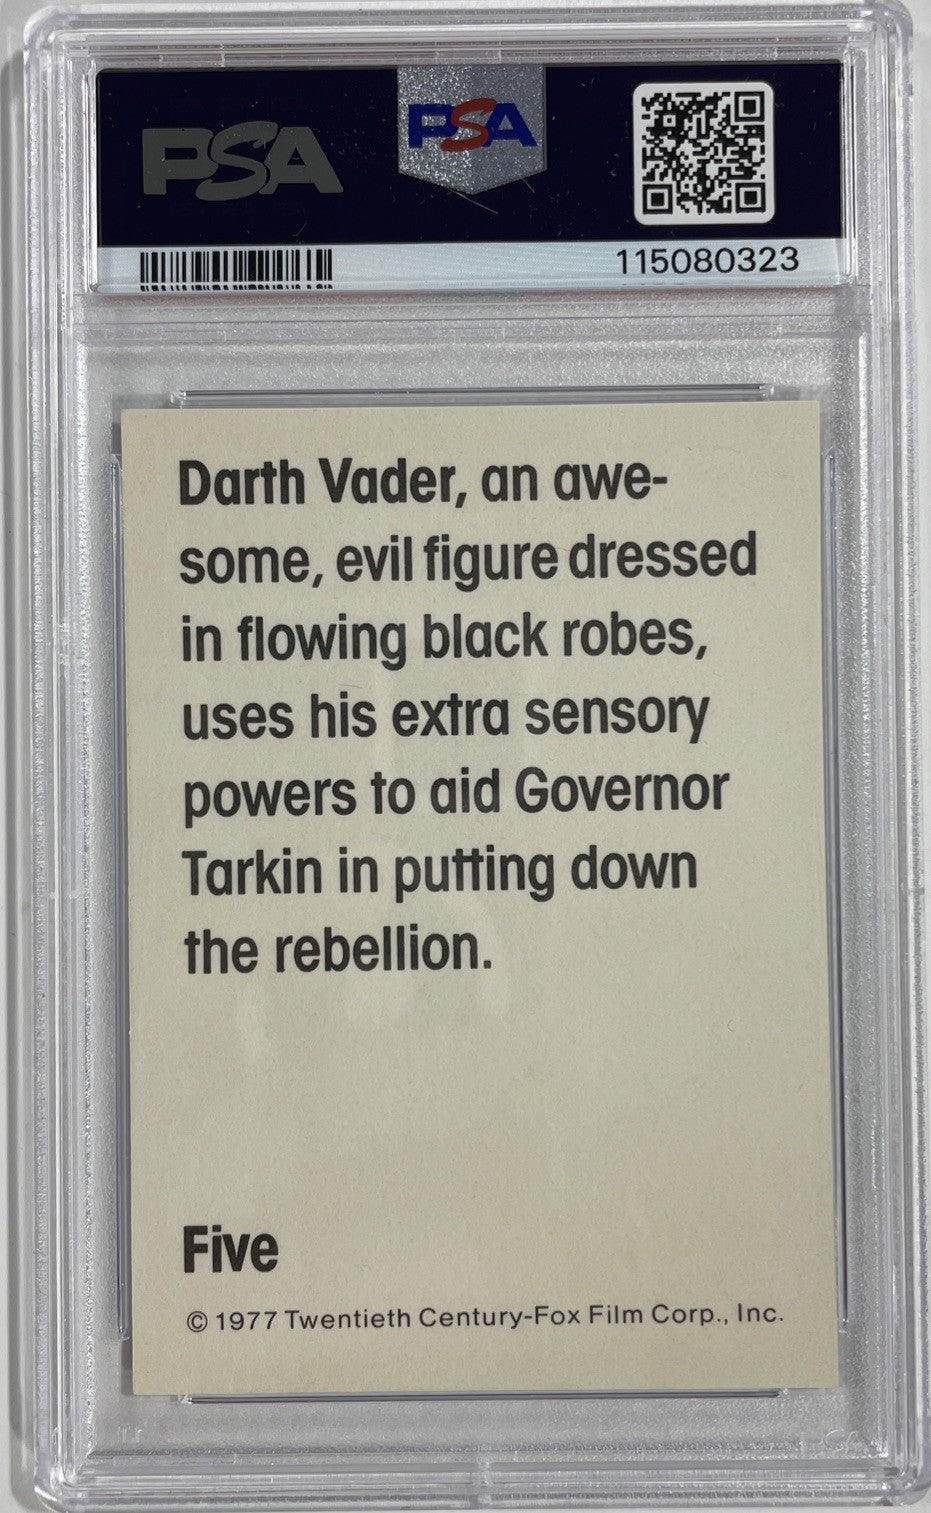 PSA
PSA
115080323
Darth Vader, an awe-
some, evil figure dressed
in flowing black robes,
uses his extra sensory
powers to aid Governor
Tarkin in putting down
the rebellion.
Five
© 1977 Twentieth Century-Fox Film Corp., Inc.